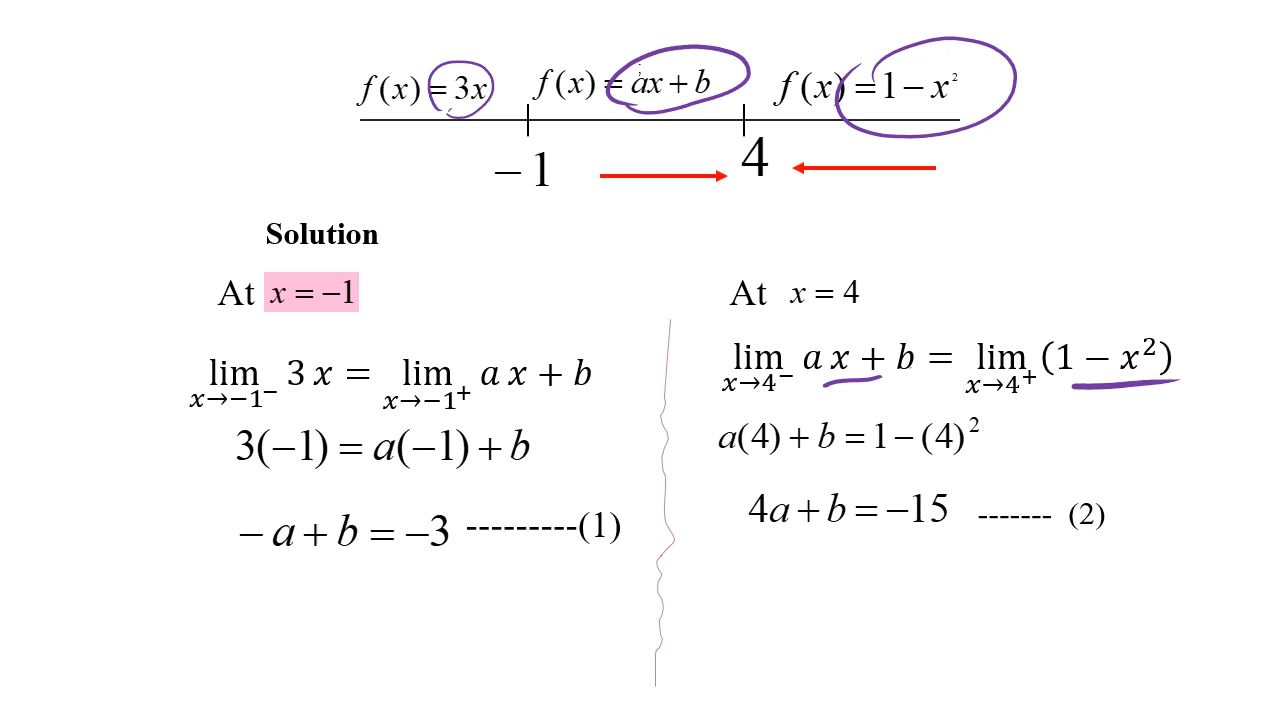 f(x) = 3x f(x) = ax + b f(x) = 1 − x²
−1 4
Solution
At x = −1
lim x→−1⁻ 3x = lim x→−1⁺ ax + b
3(−1) = a(−1) + b
−a + b = −3 ---------(1)
At x = 4
lim x→4⁻ ax + b = lim x→4⁺ (1 − x²)
a(4) + b = 1 − (4)²
4a + b = −15 ------- (2)